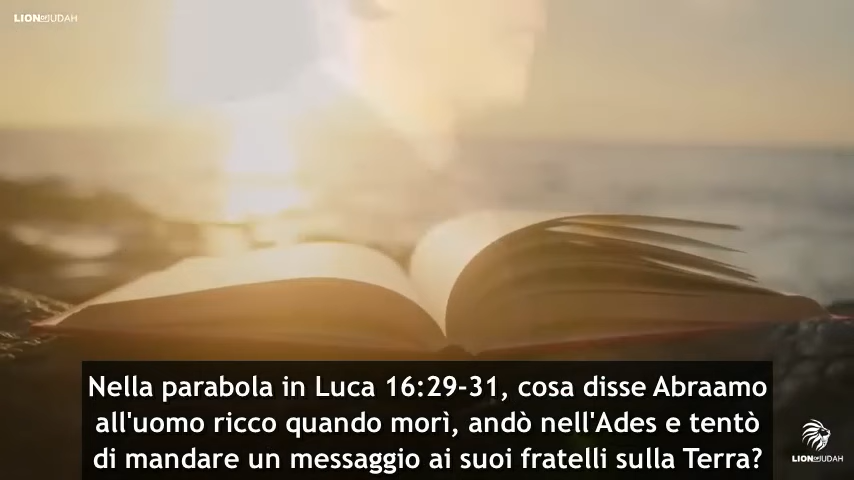 LION OF JUDAH
Nella parabola in Luca 16:29-31, cosa disse Abraamo
all'uomo ricco quando morì, andò nell'Ades e tentò
di mandare un messaggio ai suoi fratelli sulla Terra?
LION OF JUDAH